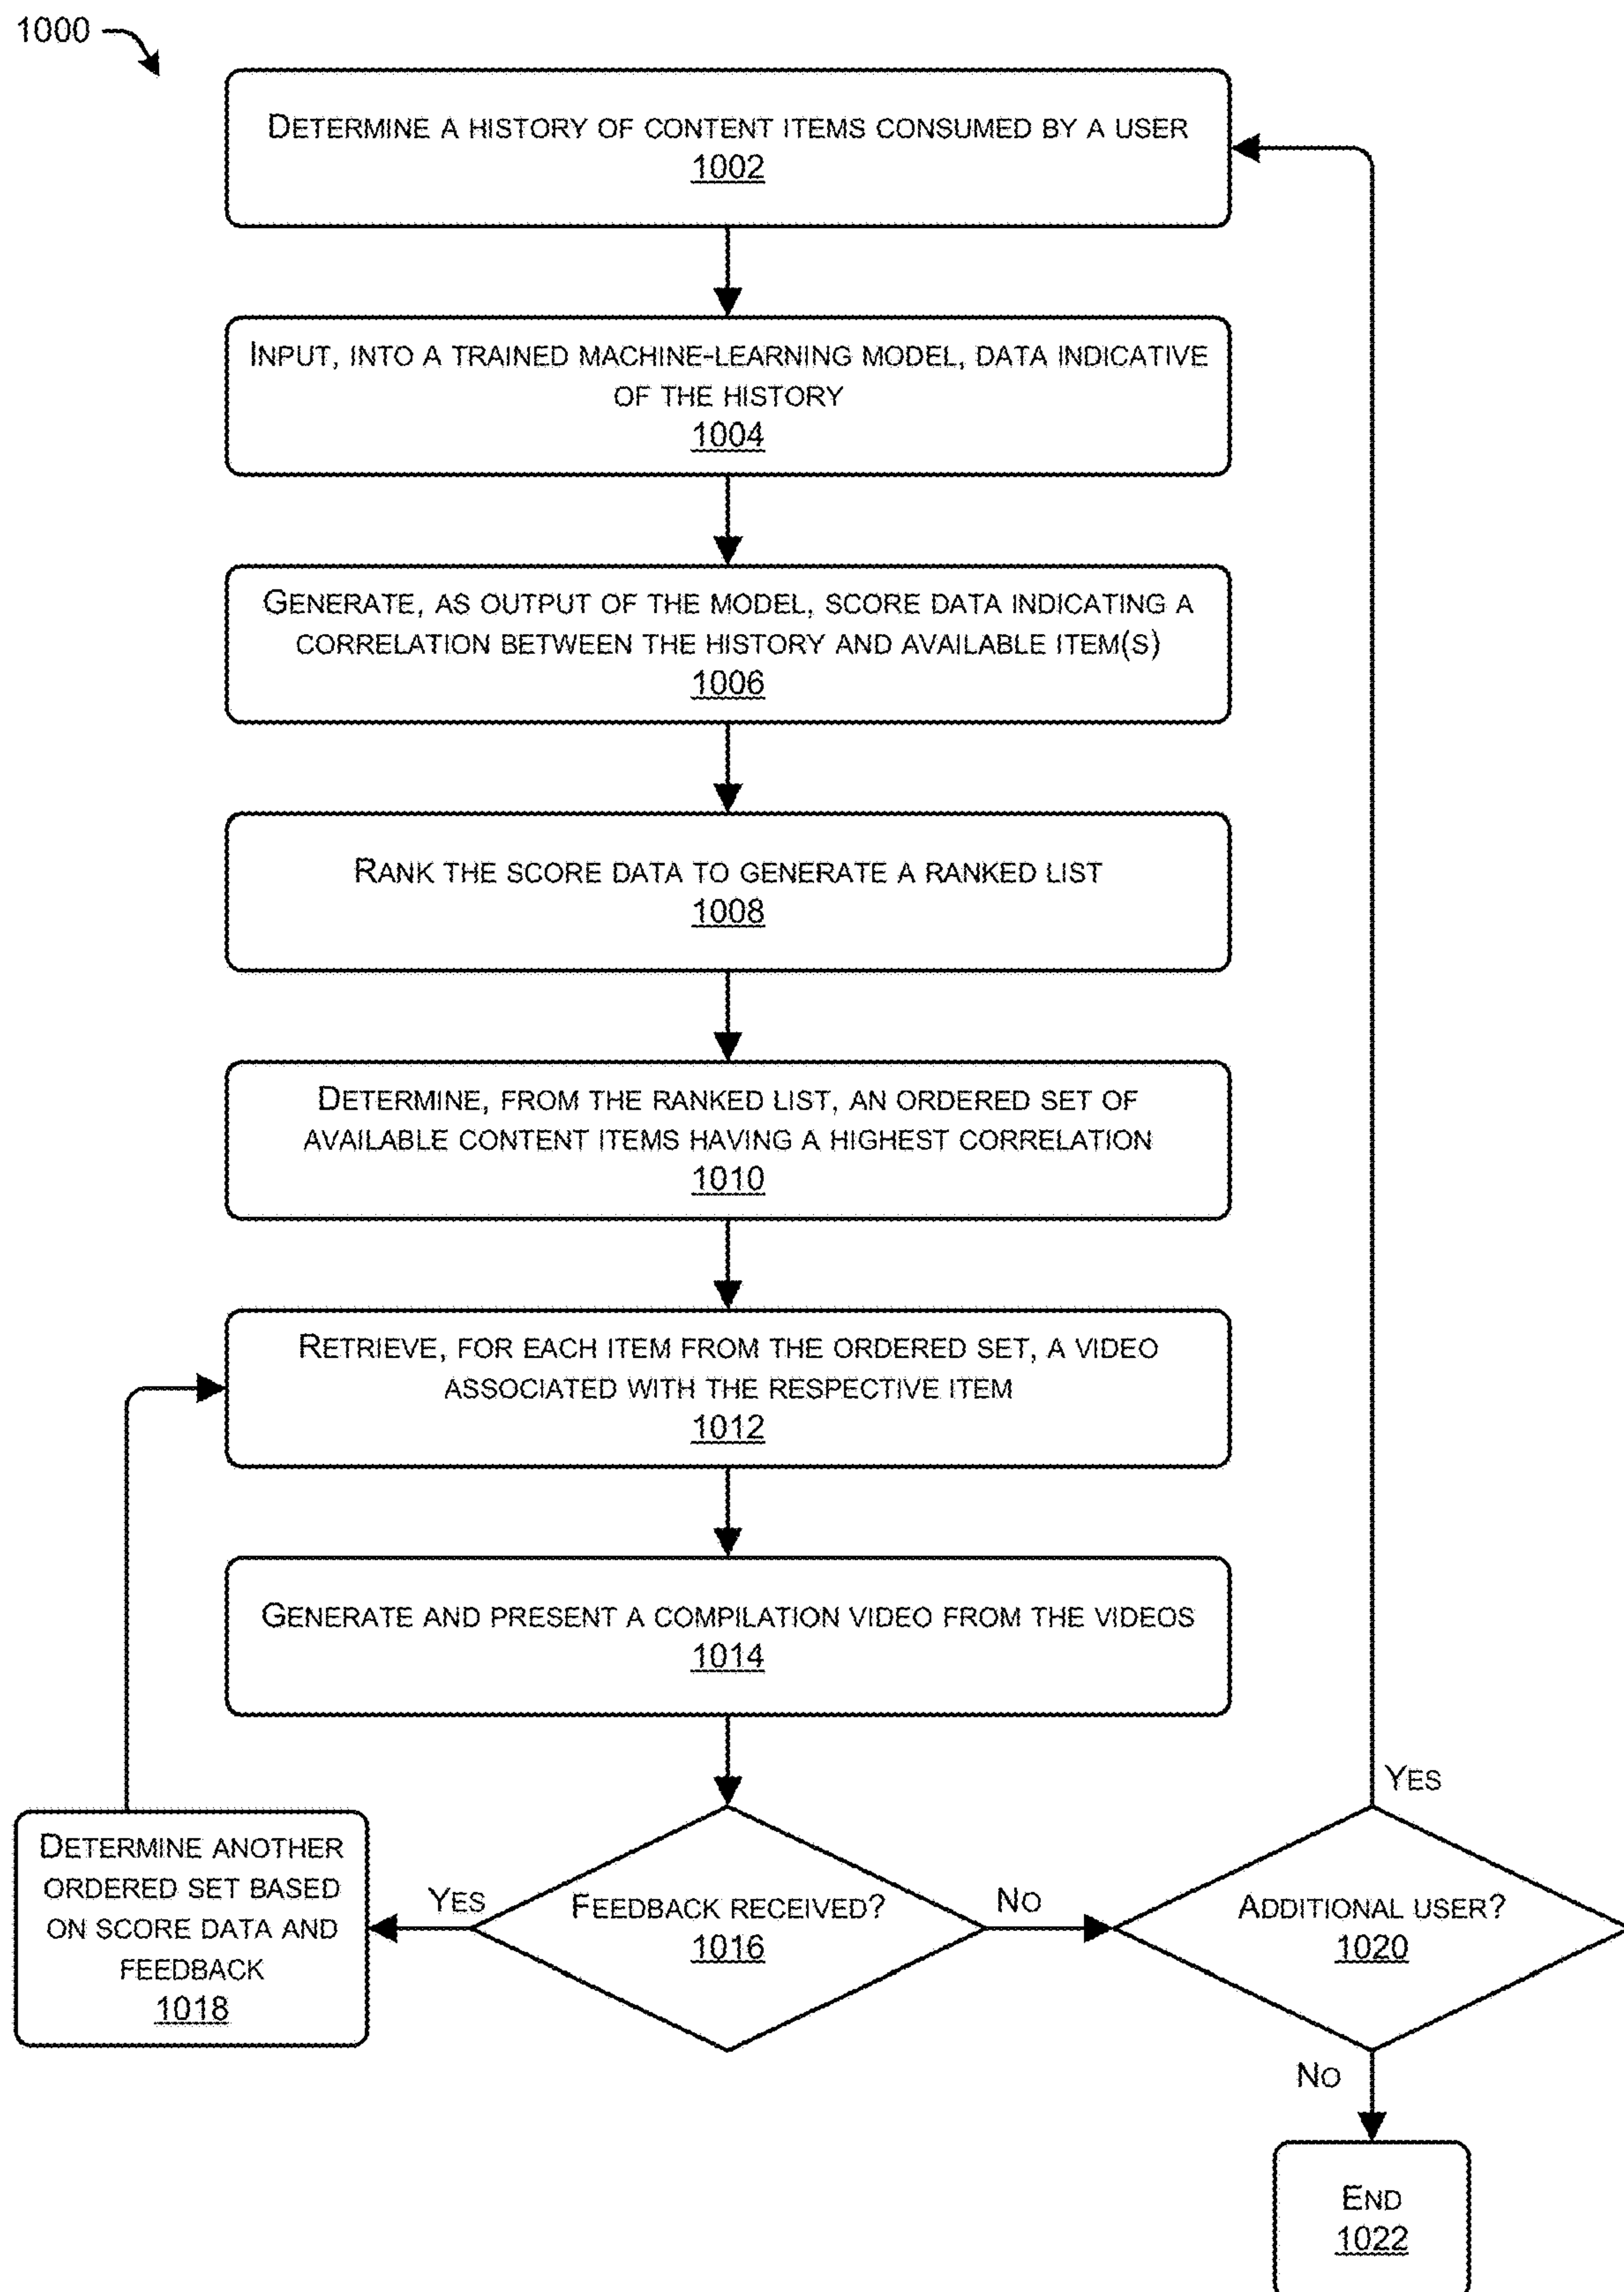 1000
DETERMINE A HISTORY OF CONTENT ITEMS CONSUMED BY A USER
1002
INPUT, INTO A TRAINED MACHINE-LEARNING MODEL, DATA INDICATIVE
OF THE HISTORY
1004
GENERATE, AS OUTPUT OF THE MODEL, SCORE DATA INDICATING A
CORRELATION BETWEEN THE HISTORY AND AVAILABLE ITEM(S)
1006
RANK THE SCORE DATA TO GENERATE A RANKED LIST
1008
DETERMINE, FROM THE RANKED LIST, AN ORDERED SET OF
AVAILABLE CONTENT ITEMS HAVING A HIGHEST CORRELATION
1010
RETRIEVE, FOR EACH ITEM FROM THE ORDERED SET, A VIDEO
ASSOCIATED WITH THE RESPECTIVE ITEM
1012
GENERATE AND PRESENT A COMPILATION VIDEO FROM THE VIDEOS
1014
FEEDBACK RECEIVED?
1016
YES
DETERMINE ANOTHER
ORDERED SET BASED
ON SCORE DATA AND
FEEDBACK
1018
NO
ADDITIONAL USER?
1020
YES
NO
END
1022